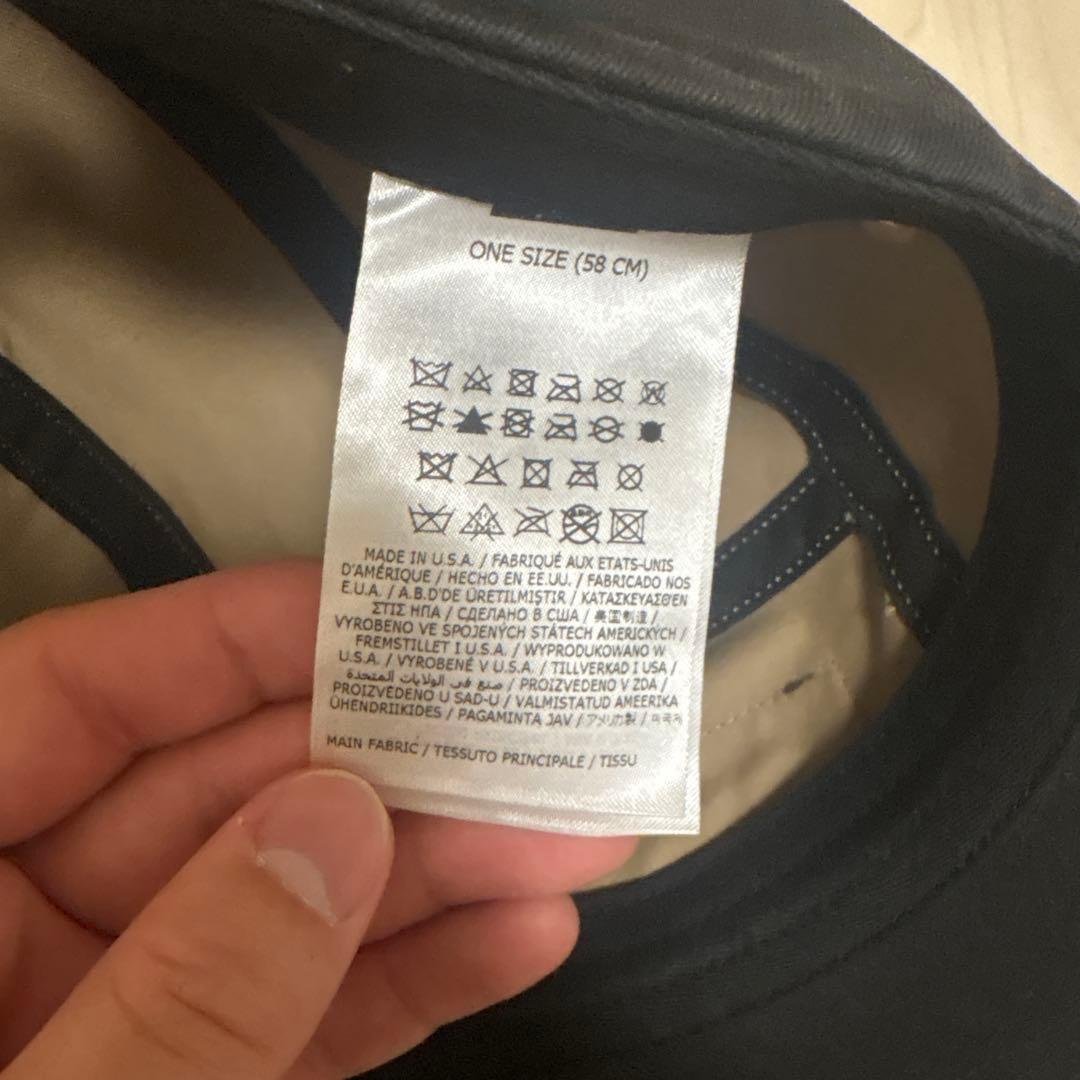 ONE SIZE (58 CM)
MADE IN U.S.A. / FABRIQUÉ AUX ETATS-UNIS
D'AMÉRIQUE / HECHO EN EE.UU. / FABRICADO NOS
E.U.A. / A.B.D'DE ÜRETILMIŞTIR / ΚΑΤΑΣΚΕΥΑΣΘΕΝ
ΣΤΙΣ ΗΠΑ / СДЕЛАНО В США / 美国制造 /
VYROBENO VE SPOJENÝCH STÁTECH AMERICKÝCH /
FREMSTILLET I U.S.A. / WYPRODUKOWANO W
U.S.A. / VYROBENÉ V U.S.A. / TILLVERKAD I USA /
صنع في الولايات المتحدة / PROIZVEDENO V ZDA /
PROIZVEDENO U SAD-U / VALMISTATUD AMEERIKA
ÜHENDRIIKIDES / PAGAMINTA JAV / アメリカ製 /
MAIN FABRIC / TESSUTO PRINCIPALE / TISSU